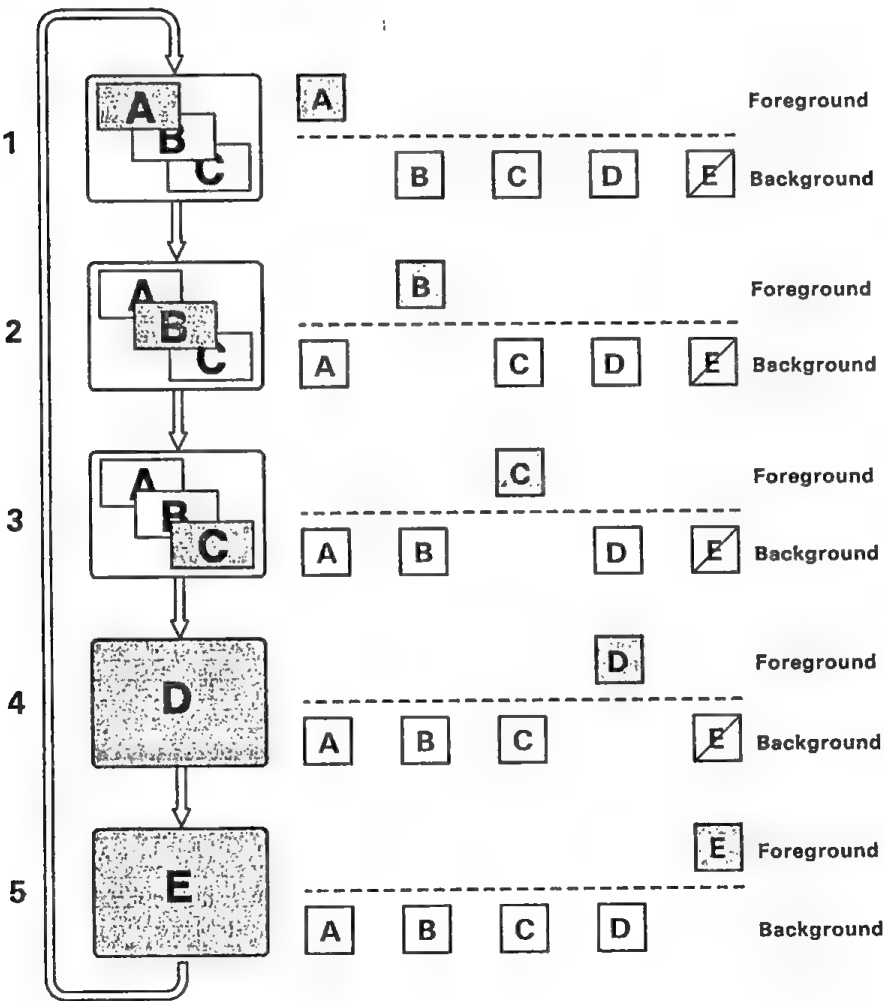 A Foreground
1 A B C
B C D E Background
B Foreground
2 A B C
A C D E Background
C Foreground
3 A B C
A B D E Background
D Foreground
4 D
A B C E Background
E Foreground
5 E
A B C D Background